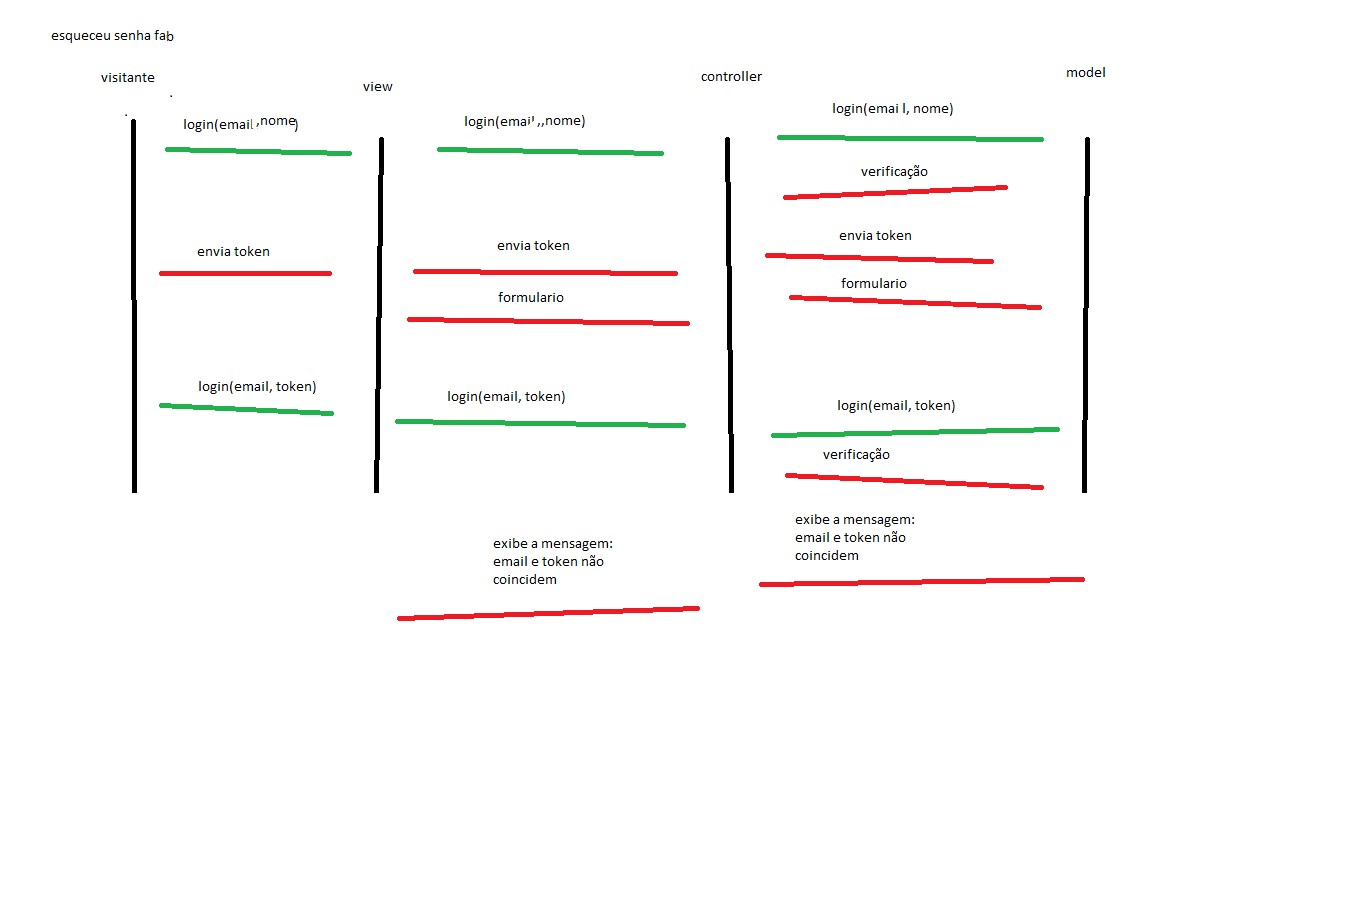 esqueceu senha fab
visitante
view
controller
model
login(email ,nome)
login(email ,,nome)
login(emai l, nome)
verificação
envia token
envia token
envia token
formulario
formulario
login(email, token)
login(email, token)
login(email, token)
verificação
exibe a mensagem:
email e token não
coincidem
exibe a mensagem:
email e token não
coincidem